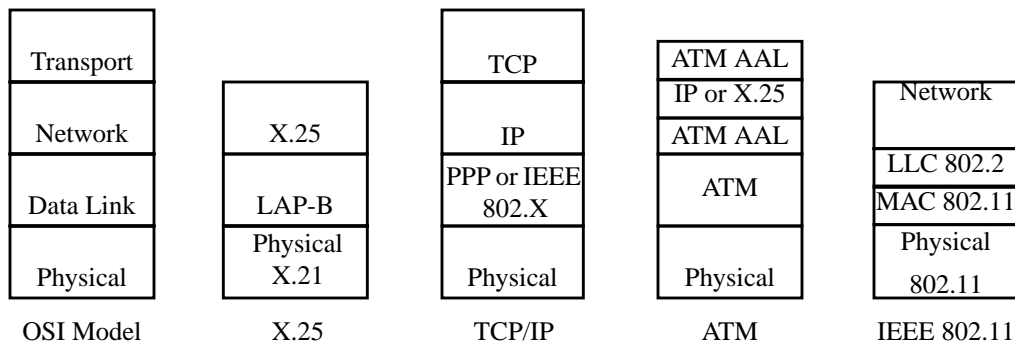 Transport
Network
Data Link
Physical
OSI Model
X.25
LAP-B
Physical
X.21
X.25
TCP
IP
PPP or IEEE
802.X
Physical
TCP/IP
ATM AAL
IP or X.25
ATM AAL
ATM
Physical
ATM
Network
LLC 802.2
MAC 802.11
Physical
802.11
IEEE 802.11